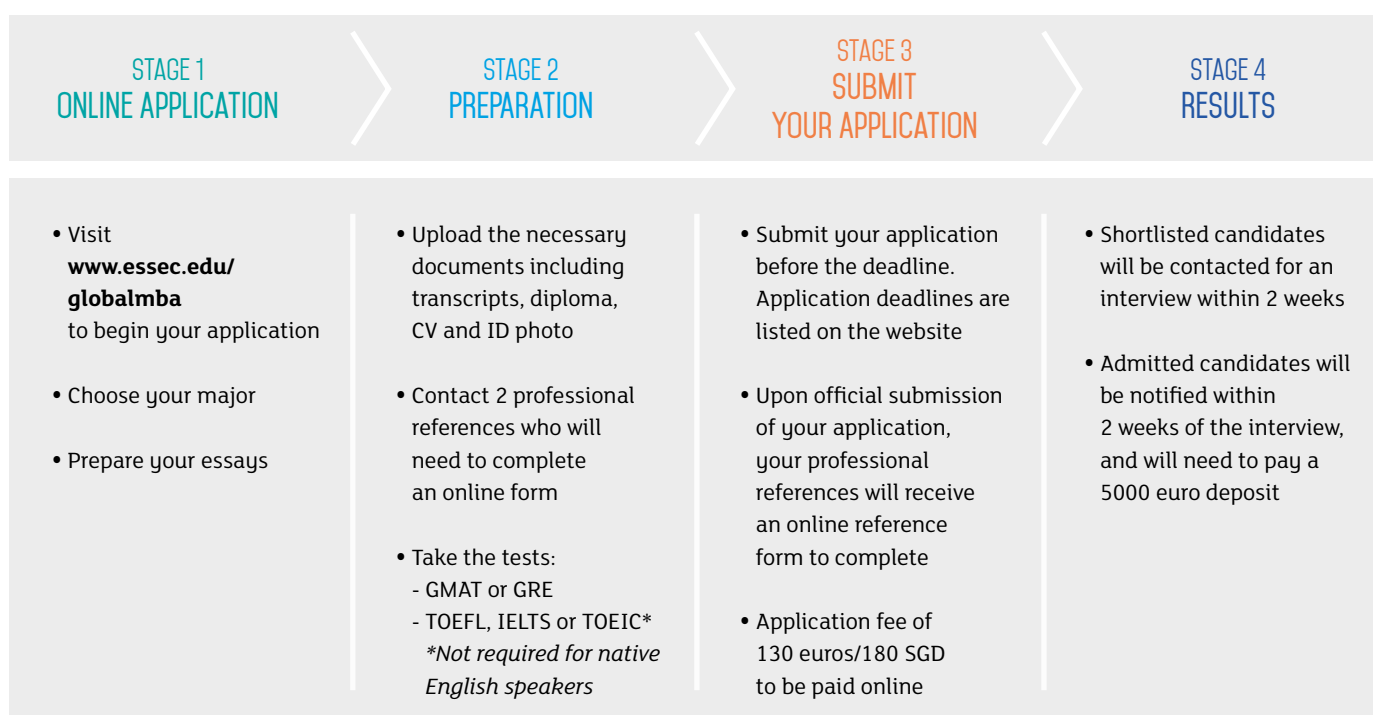 STAGE 1
ONLINE APPLICATION
STAGE 2
PREPARATION
STAGE 3
SUBMIT
YOUR APPLICATION
STAGE 4
RESULTS
• Visit
www.essec.edu/
globalmba
to begin your application
• Choose your major
• Prepare your essays
• Upload the necessary
documents including
transcripts, diploma,
CV and ID photo
• Contact 2 professional
references who will
need to complete
an online form
• Take the tests:
- GMAT or GRE
- TOEFL, IELTS or TOEIC*
*Not required for native
English speakers
• Submit your application
before the deadline.
Application deadlines are
listed on the website
• Upon official submission
of your application,
your professional
references will receive
an online reference
form to complete
• Application fee of
130 euros/180 SGD
to be paid online
• Shortlisted candidates
will be contacted for an
interview within 2 weeks
• Admitted candidates will
be notified within
2 weeks of the interview,
and will need to pay a
5000 euro deposit